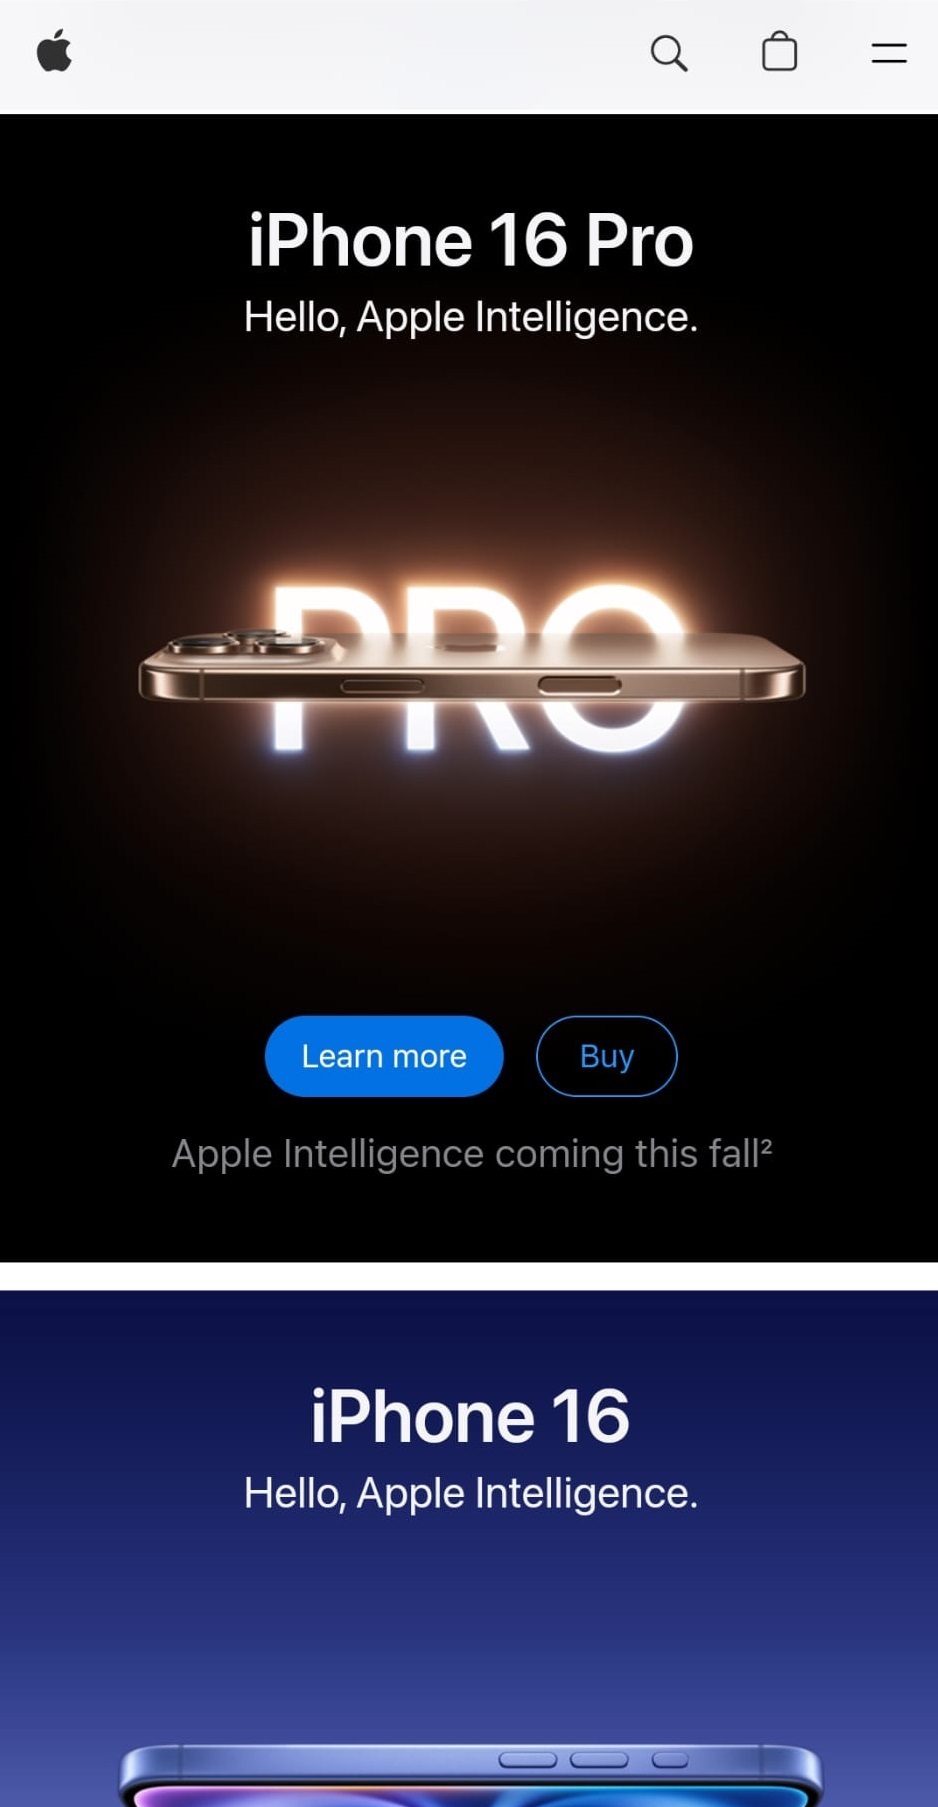 iPhone 16 Pro
Hello, Apple Intelligence.
PRO
Learn more
Buy
Apple Intelligence coming this fall²
iPhone 16
Hello, Apple Intelligence.